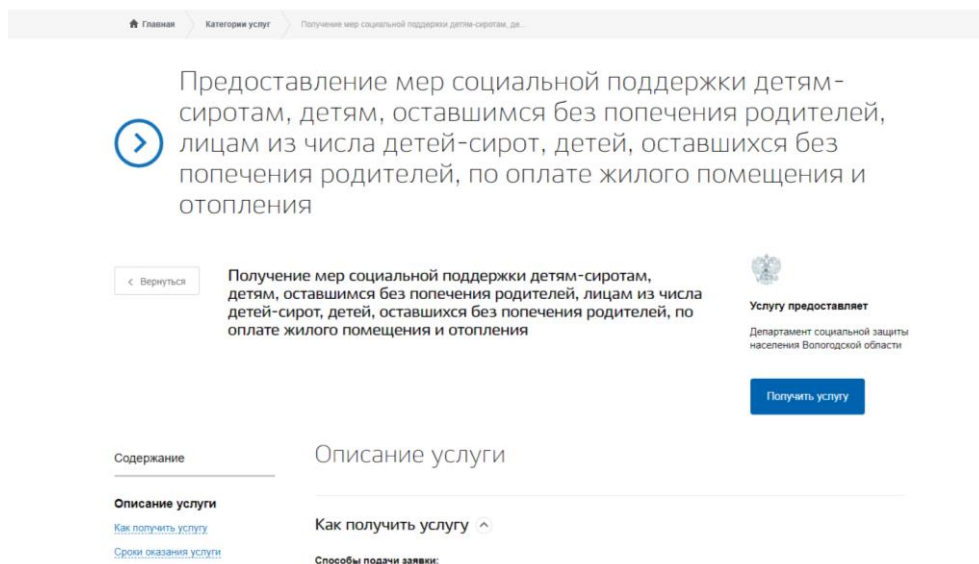 Главная
Категории услуг
Получение мер социальной поддержки детям-сиротам, де...
Предоставление мер социальной поддержки детям-
сиротам, детям, оставшимся без попечения родителей,
лицам из числа детей-сирот, детей, оставшихся без
попечения родителей, по оплате жилого помещения и
отопления
Вернуться
Получение мер социальной поддержки детям-сиротам,
детям, оставшимся без попечения родителей, лицам из числа
детей-сирот, детей, оставшихся без попечения родителей, по
оплате жилого помещения и отопления
Услугу предоставляет
Департамент социальной защиты
населения Вологодской области
Получить услугу
Содержание
Описание услуги
Как получить услугу
Сроки оказания услуги
Описание услуги
Как получить услугу
Способы подачи заявки: